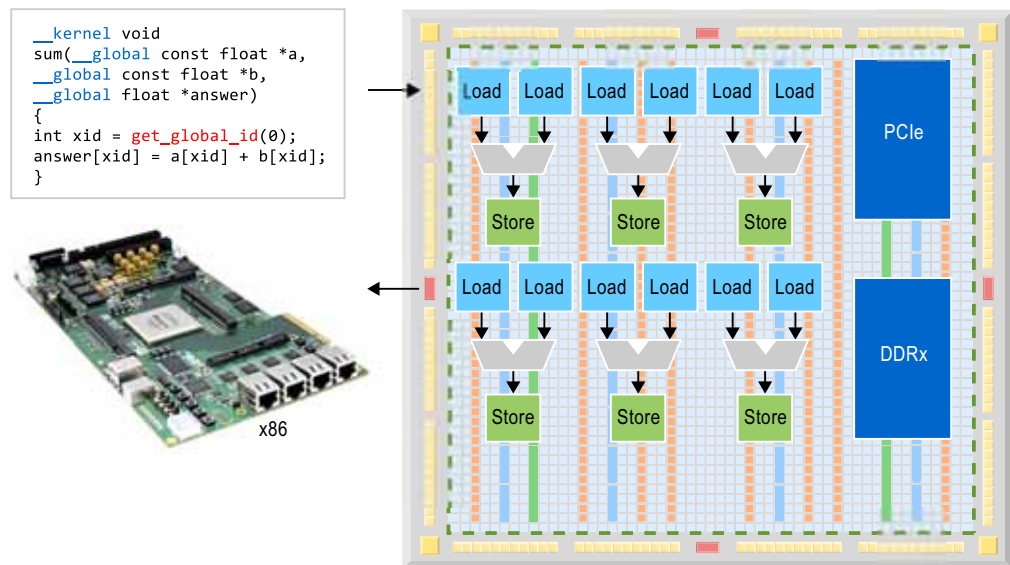 __kernel void
sum(__global const float *a,
__global const float *b,
__global float *answer)
{
int xid = get_global_id(0);
answer[xid] = a[xid] + b[xid];
}
x86
Load Load Load Load Load Load
Store Store Store
Load Load Load Load Load Load
Store Store Store
PCIe
DDRx